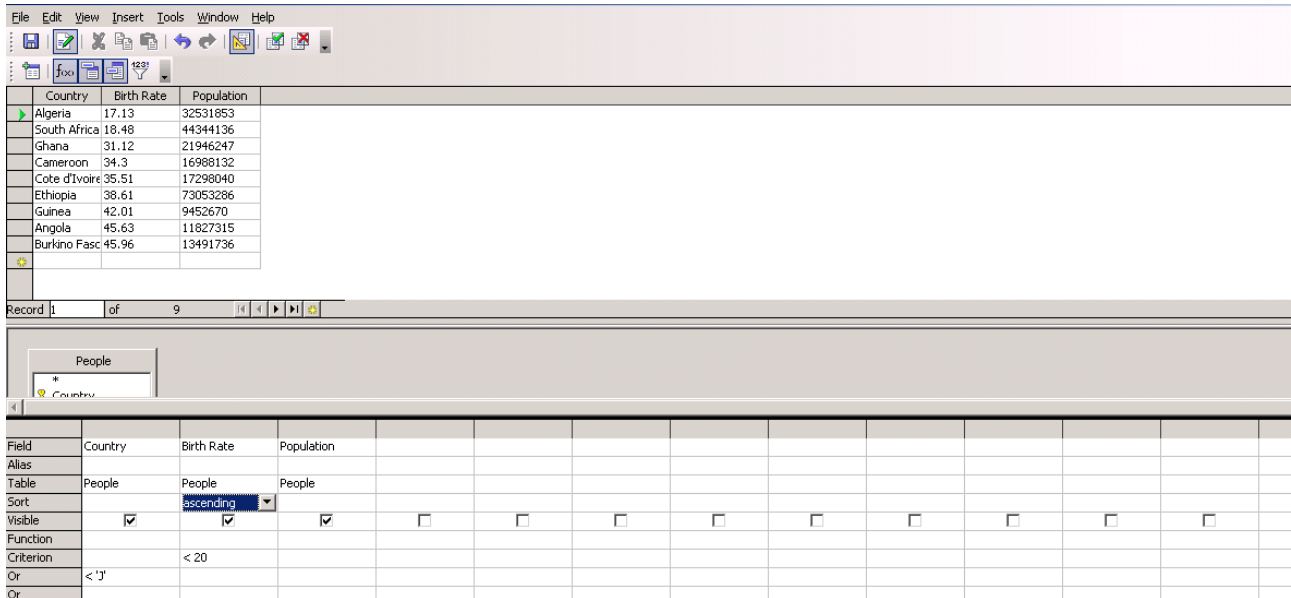 File Edit View Insert Tools Window Help
f(x) 123!
Country Birth Rate Population
Algeria 17.13 32531853
South Africa 18.48 44344136
Ghana 31.12 21946247
Cameroon 34.3 16988132
Cote d'Ivoire 35.51 17298040
Ethiopia 38.61 73053286
Guinea 42.01 9452670
Angola 45.63 11827315
Burkino Fasc 45.96 13491736
Record 1 of 9
People
*
Country
Field Country Birth Rate Population
Alias
Table People People People
Sort ascending
Visible
Function
Criterion < 20
Or < 'J'
Or